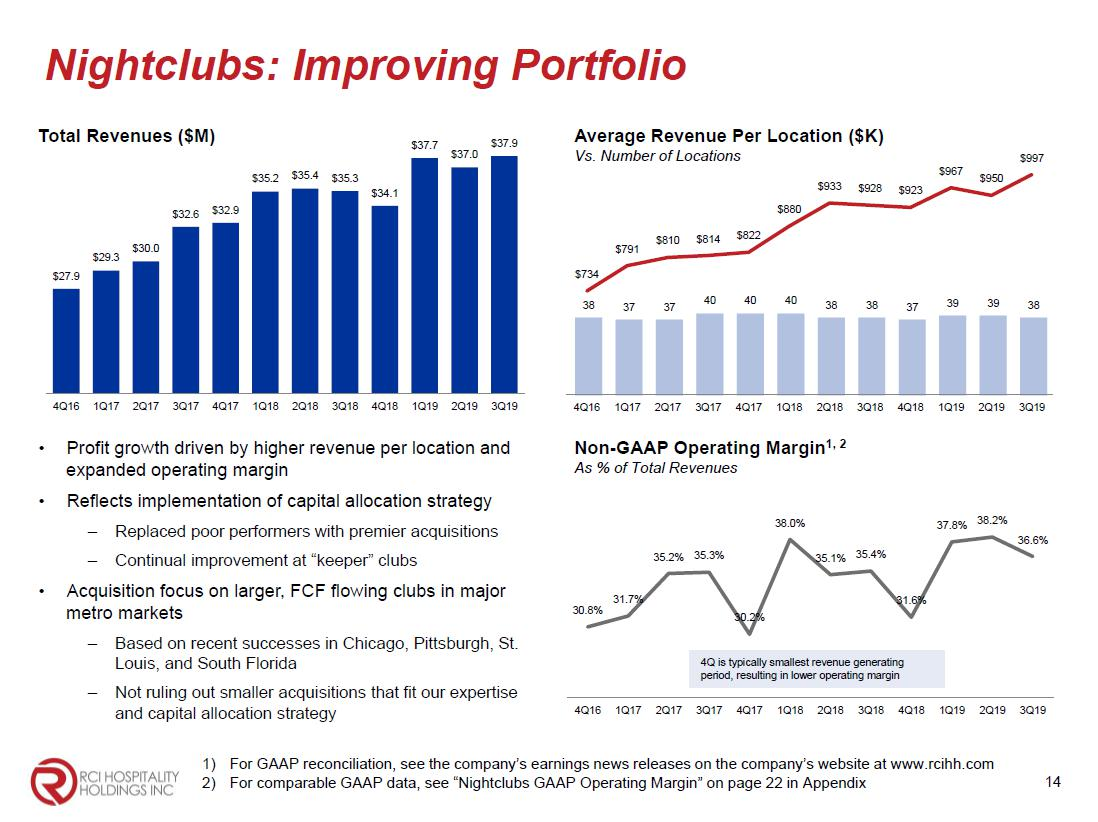 Nightclubs: Improving Portfolio
Total Revenues ($M)
$27.9
$29.3
$30.0
$32.6
$32.9
$35.2
$35.4
$35.3
$34.1
$37.7
$37.0
$37.9
4Q16 1Q17 2Q17 3Q17 4Q17 1Q18 2Q18 3Q18 4Q18 1Q19 2Q19 3Q19
Average Revenue Per Location ($K)
Vs. Number of Locations
$734
$791
$810
$814
$822
$880
$933
$928
$923
$967
$950
$997
38 37 37 40 40 40 38 38 37 39 39 38
4Q16 1Q17 2Q17 3Q17 4Q17 1Q18 2Q18 3Q18 4Q18 1Q19 2Q19 3Q19
• Profit growth driven by higher revenue per location and
expanded operating margin
• Reflects implementation of capital allocation strategy
– Replaced poor performers with premier acquisitions
– Continual improvement at “keeper” clubs
• Acquisition focus on larger, FCF flowing clubs in major
metro markets
– Based on recent successes in Chicago, Pittsburgh, St.
Louis, and South Florida
– Not ruling out smaller acquisitions that fit our expertise
and capital allocation strategy
Non-GAAP Operating Margin1, 2
As % of Total Revenues
30.8%
31.7%
35.2%
35.3%
30.2%
38.0%
35.1%
35.4%
31.6%
37.8%
38.2%
36.6%
4Q is typically smallest revenue generating
period, resulting in lower operating margin
4Q16 1Q17 2Q17 3Q17 4Q17 1Q18 2Q18 3Q18 4Q18 1Q19 2Q19 3Q19
RCI HOSPITALITY
HOLDINGS INC
1) For GAAP reconciliation, see the company’s earnings news releases on the company’s website at www.rcihh.com
2) For comparable GAAP data, see “Nightclubs GAAP Operating Margin” on page 22 in Appendix
14